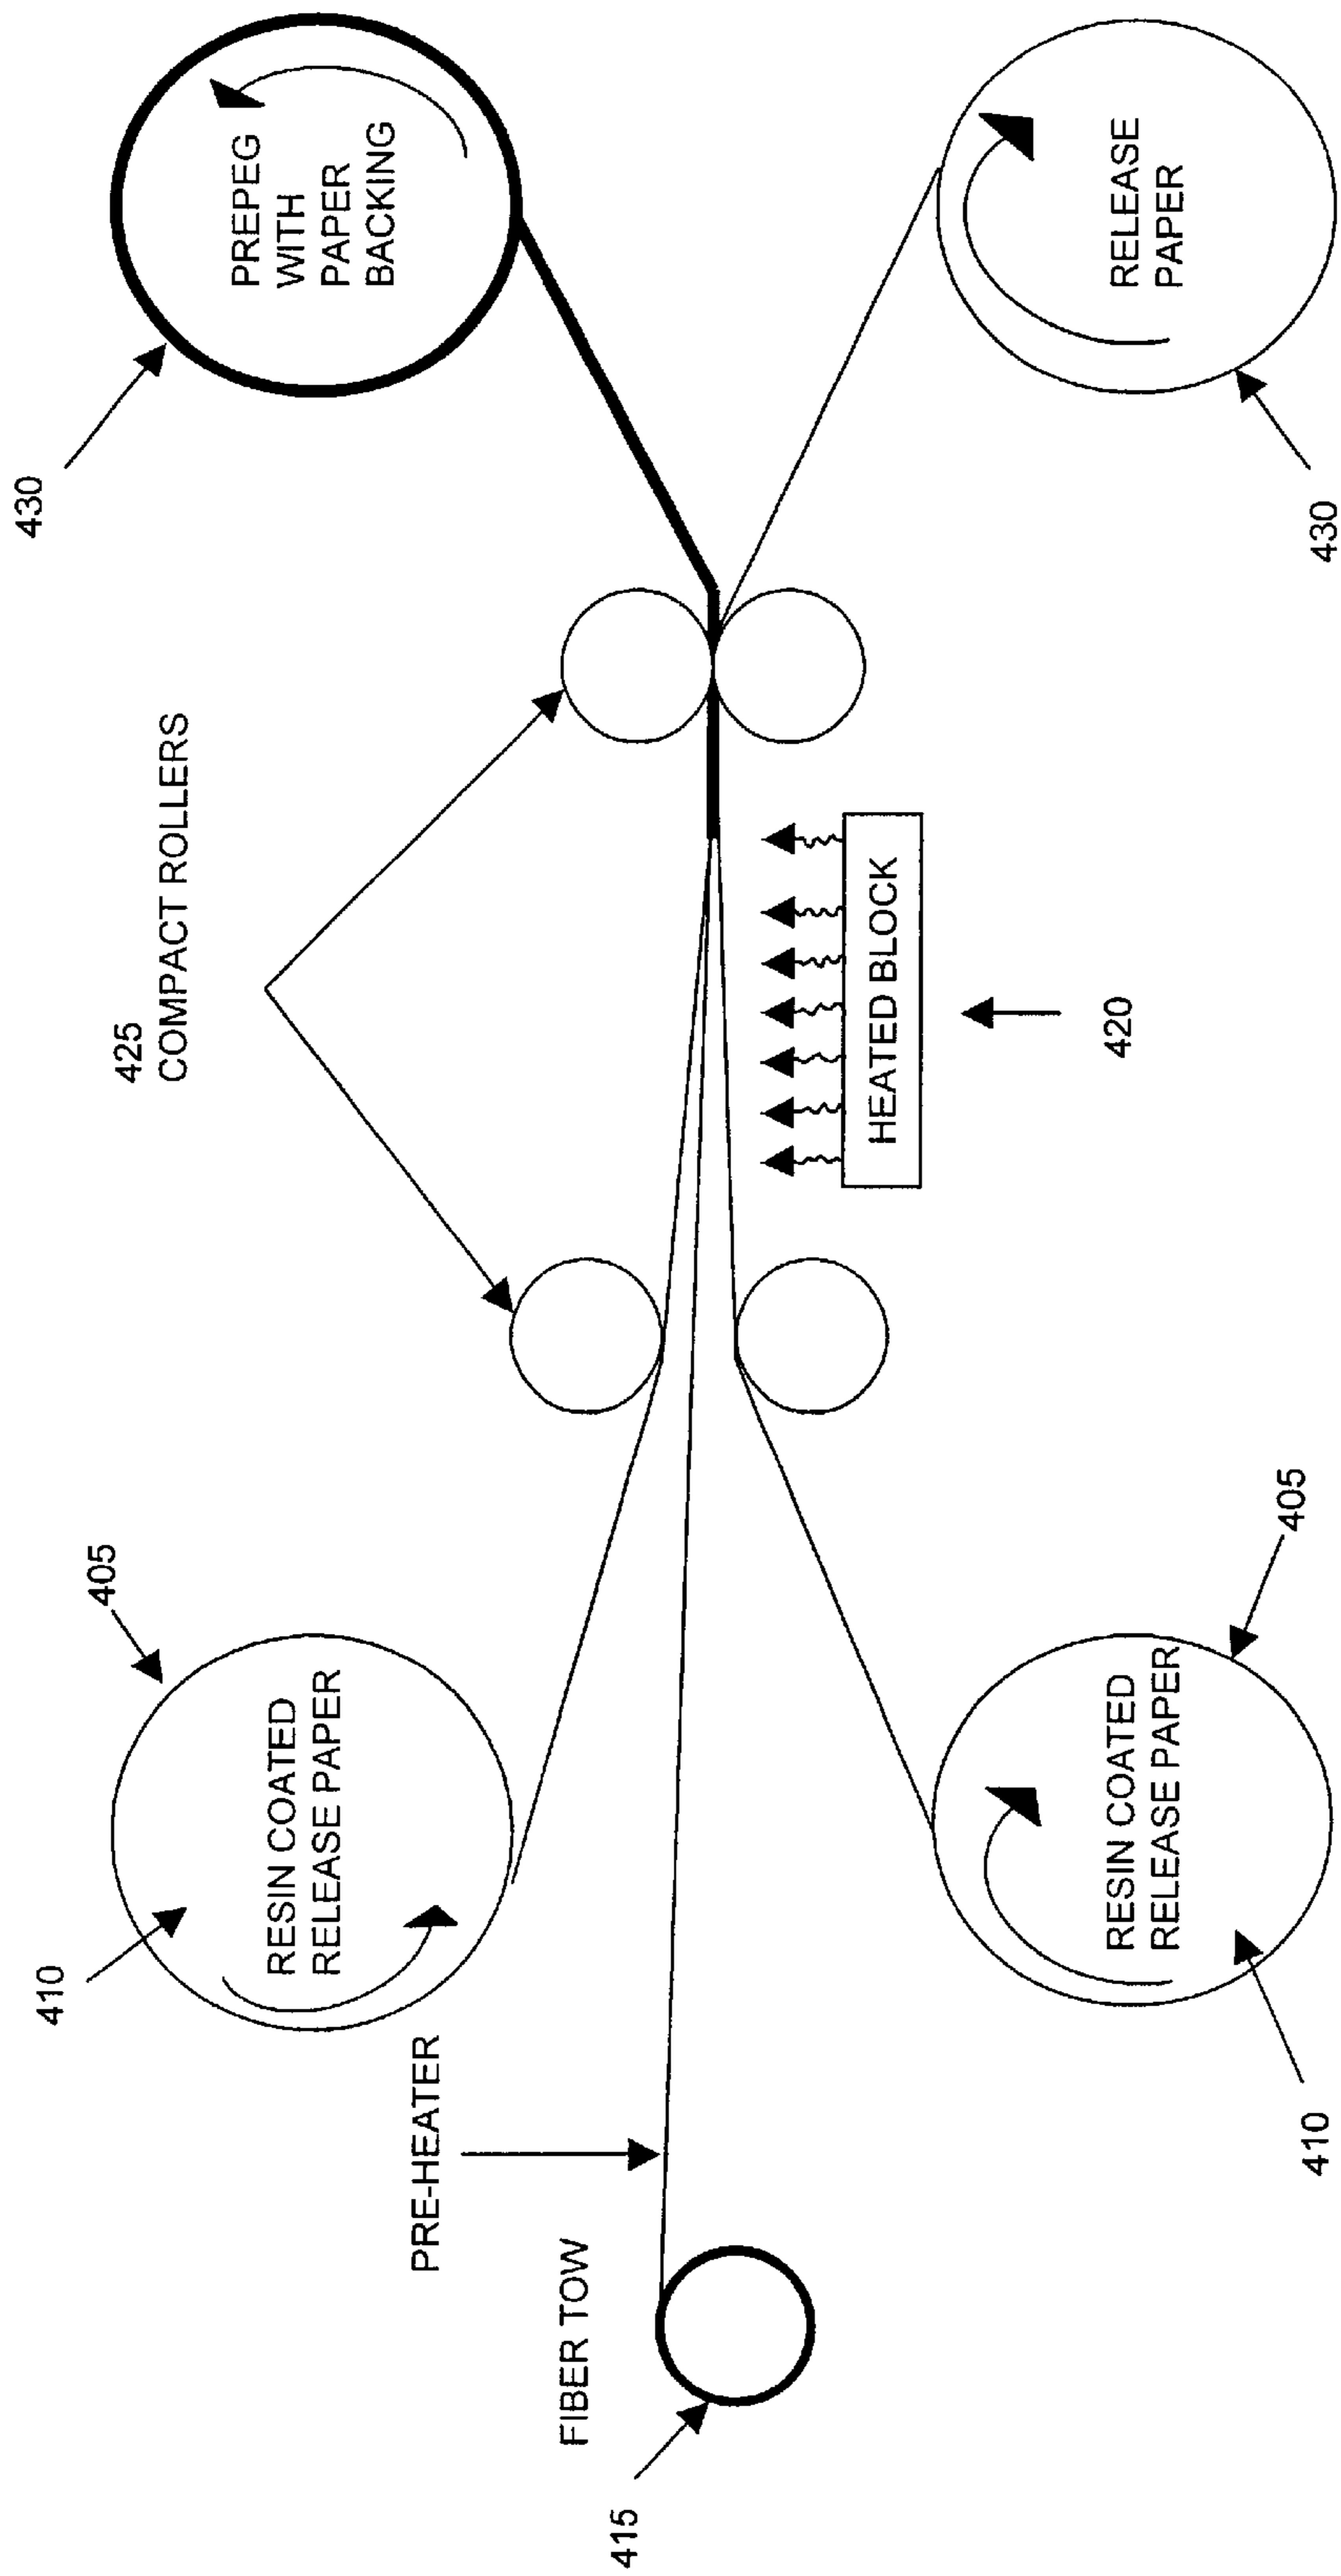 430
PREPEG
WITH
PAPER
BACKING
425
COMPACT ROLLERS
405
410
RESIN COATED
RELEASE PAPER
PRE-HEATER
FIBER TOW
415
HEATED BLOCK
420
RELEASE
PAPER
430
405
RESIN COATED
RELEASE PAPER
410